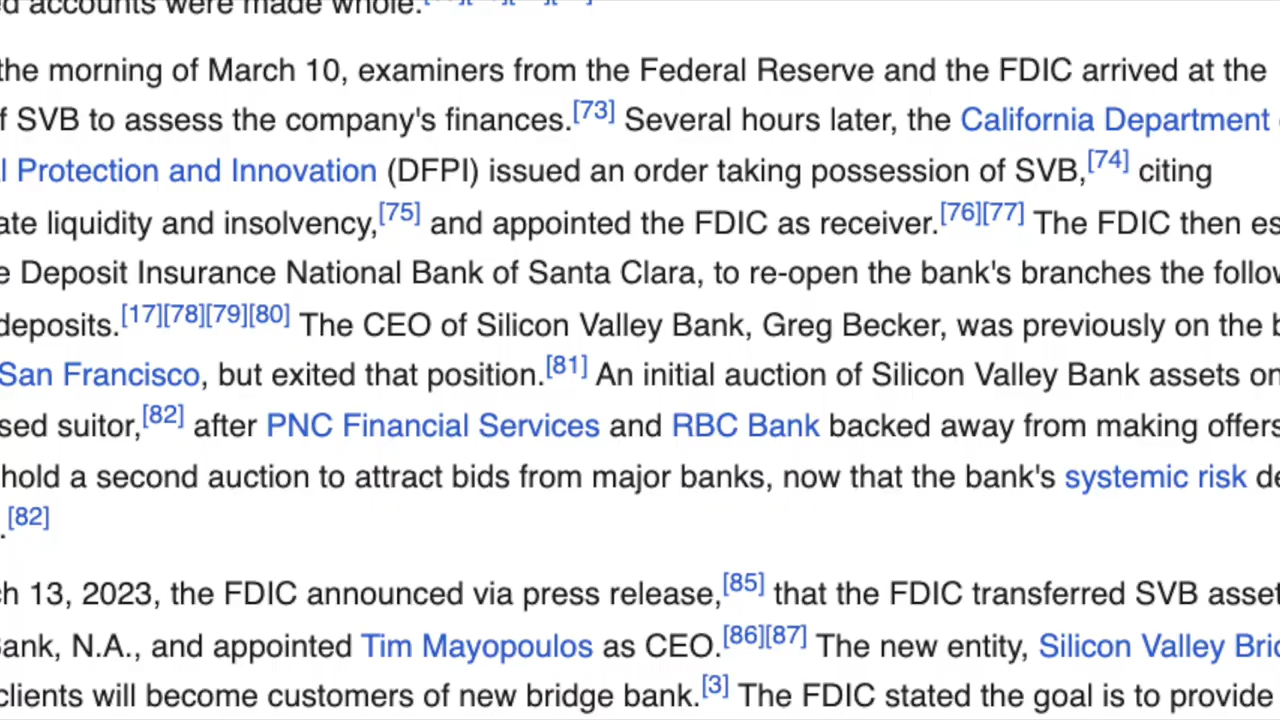 ed accounts were made whole.
the morning of March 10, examiners from the Federal Reserve and the FDIC arrived at the
f SVB to assess the company's finances.[73] Several hours later, the California Department
l Protection and Innovation (DFPI) issued an order taking possession of SVB,[74] citing
ate liquidity and insolvency,[75] and appointed the FDIC as receiver.[76][77] The FDIC then es
e Deposit Insurance National Bank of Santa Clara, to re-open the bank's branches the follow
deposits.[17][78][79][80] The CEO of Silicon Valley Bank, Greg Becker, was previously on the b
San Francisco, but exited that position.[81] An initial auction of Silicon Valley Bank assets on
sed suitor,[82] after PNC Financial Services and RBC Bank backed away from making offers
hold a second auction to attract bids from major banks, now that the bank's systemic risk de
.[82]
ch 13, 2023, the FDIC announced via press release,[85] that the FDIC transferred SVB asset
Bank, N.A., and appointed Tim Mayopoulos as CEO.[86][87] The new entity, Silicon Valley Brid
clients will become customers of new bridge bank.[3] The FDIC stated the goal is to provide